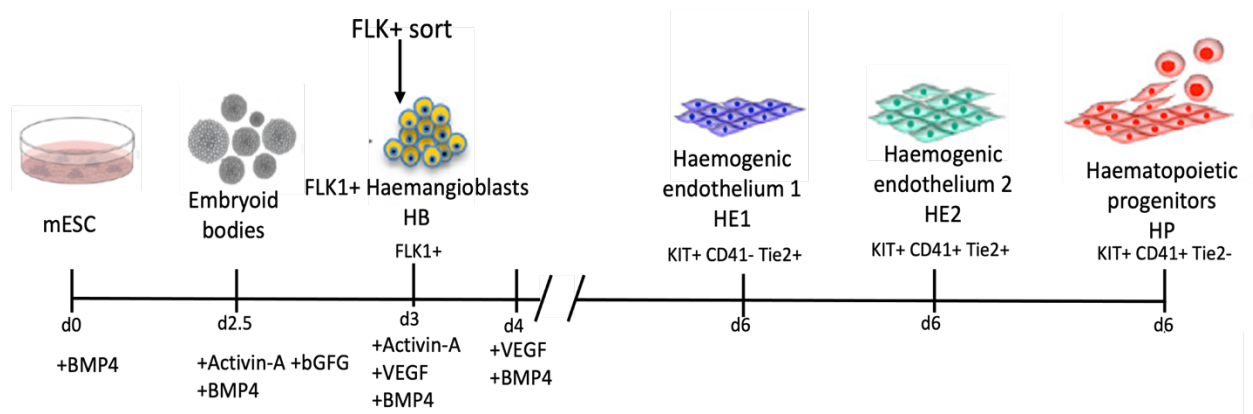 FLK+ sort
mESC
Embryoid
bodies
FLK1+ Haemangioblasts
HB
FLK1+
Haemogenic
endothelium 1
HE1
KIT+ CD41- Tie2+
Haemogenic
endothelium 2
HE2
KIT+ CD41+ Tie2+
Haematopoietic
progenitors
HP
KIT+ CD41+ Tie2-
d0
d2.5
d3
d4
d6
d6
d6
+BMP4
+Activin-A +bGFG
+BMP4
+Activin-A
+VEGF
+BMP4
+VEGF
+BMP4